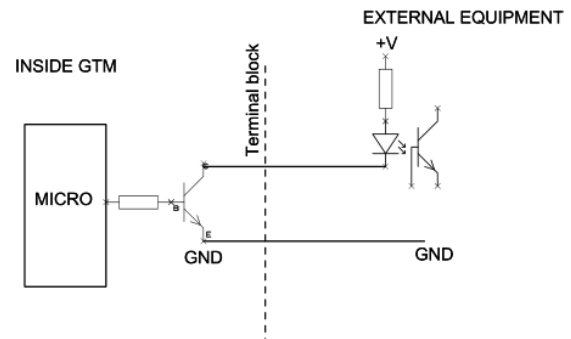 EXTERNAL EQUIPMENT
+V
INSIDE GTM
Terminal block
MICRO
B
E
GND
GND